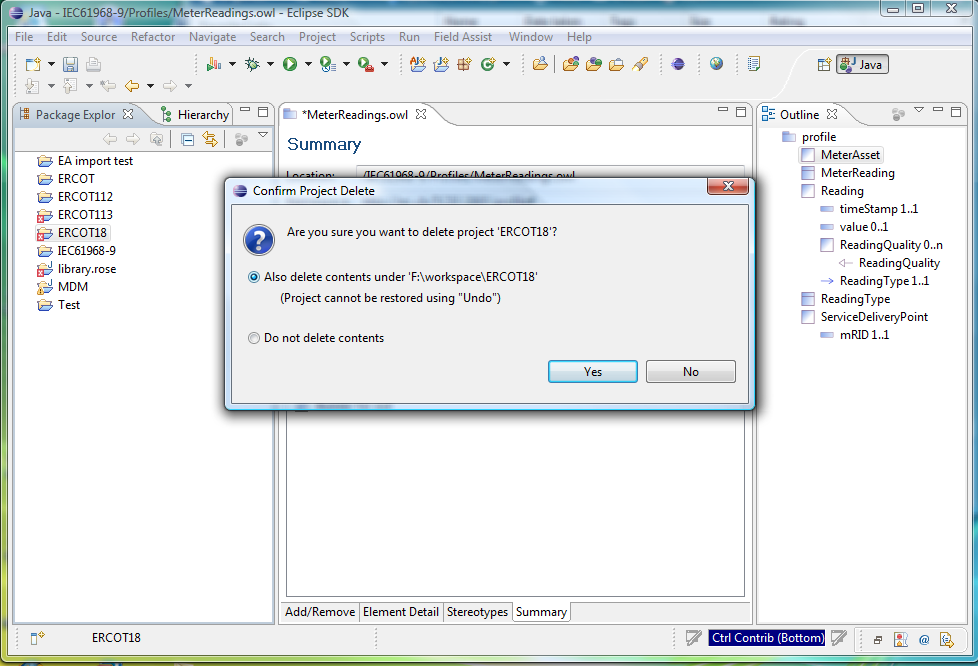 Java - IEC61968-9/Profiles/MeterReadings.owl - Eclipse SDK
File Edit Source Refactor Navigate Search Project Scripts Run Field Assist Window Help
Java
Package Explor
Hierarchy
EA import test
ERCOT
ERCOT112
ERCOT113
ERCOT18
IEC61968-9
library.rose
MDM
Test
*MeterReadings.owl
Summary
Location: /IEC61968-9/Profiles/MeterReadings.owl
Confirm Project Delete
Are you sure you want to delete project 'ERCOT18'?
Also delete contents under 'F:\workspace\ERCOT18'
(Project cannot be restored using "Undo")
Do not delete contents
Yes No
Add/Remove Element Detail Stereotypes Summary
Outline
profile
MeterAsset
MeterReading
Reading
timeStamp 1..1
value 0..1
ReadingQuality 0..n
ReadingQuality
ReadingType 1..1
ReadingType
ServiceDeliveryPoint
mRID 1..1
ERCOT18
Ctrl Contrib (Bottom)